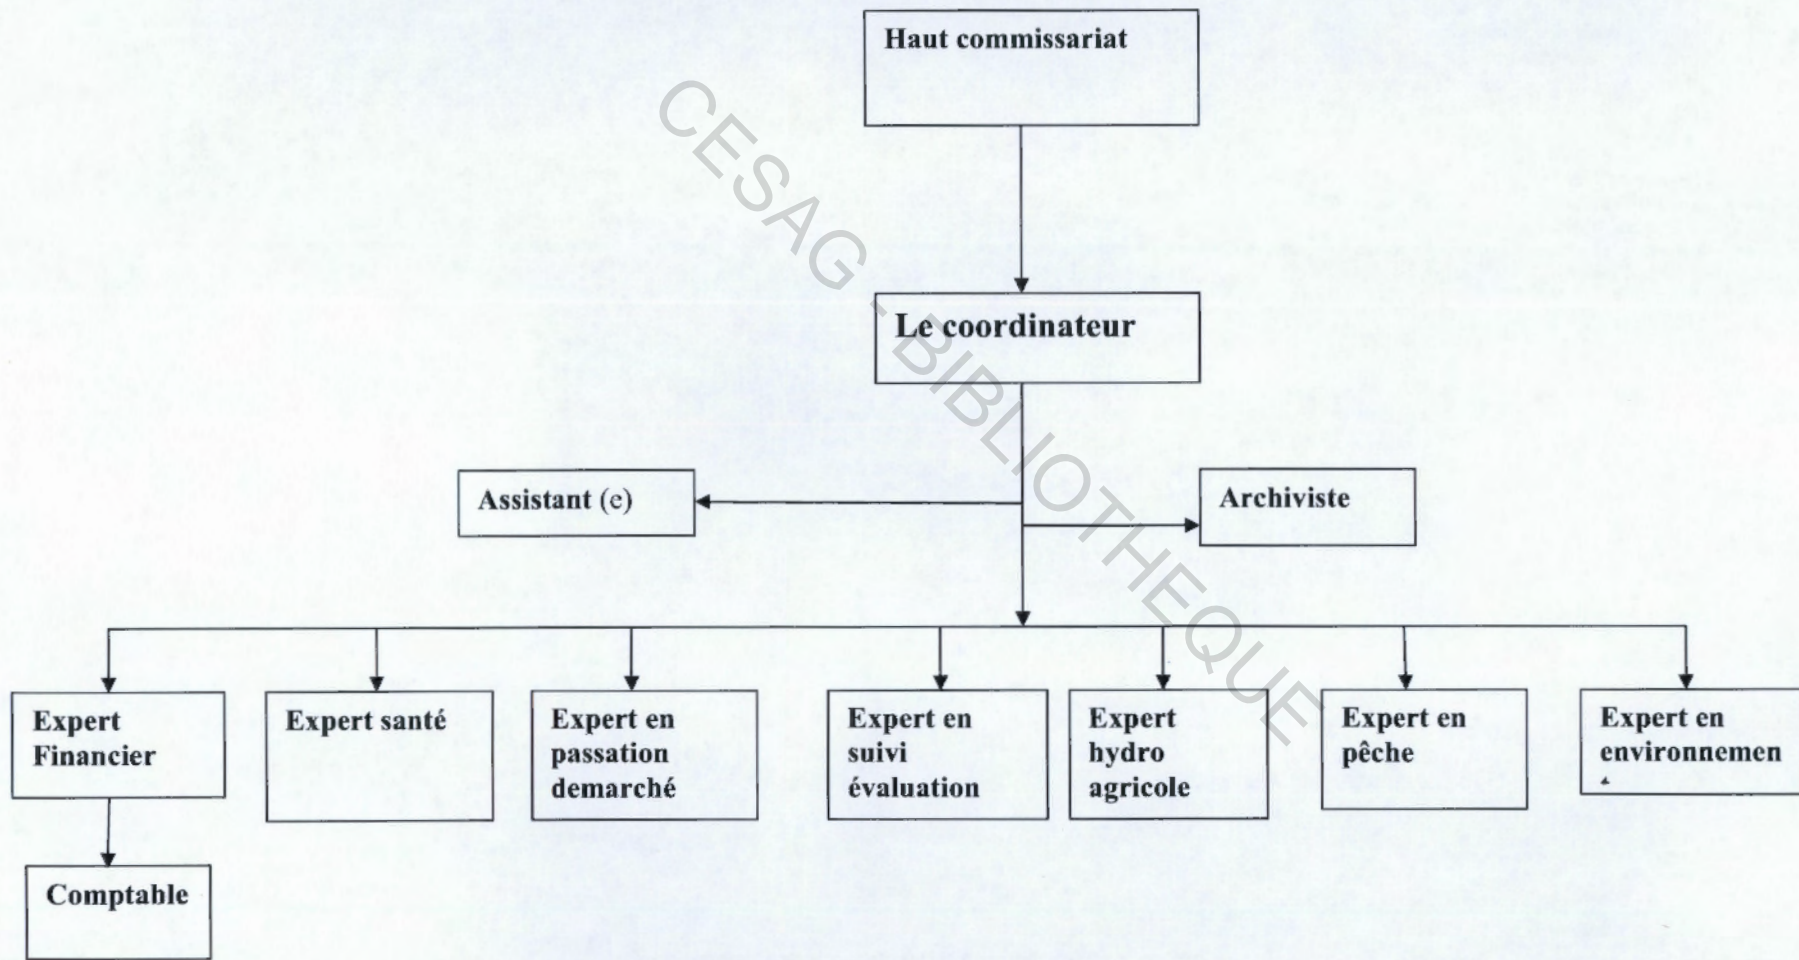 Haut commissariat
CESAG - BIBLIOTHEQUE
Le coordinateur
Assistant (e)
Archiviste
Expert
Financier
Expert santé
Expert en
passation
demarché
Expert en
suivi
évaluation
Expert
hydro
agricole
Expert en
pêche
Expert en
environnemen
Comptable